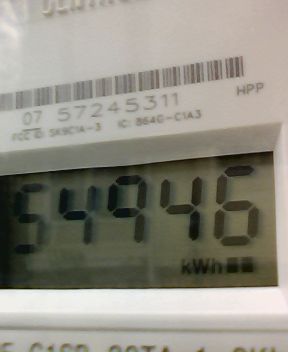 HPP
07 57245311
FCC ID: SK9C1A-3 IC: 864G-C1A3
54946
kWh